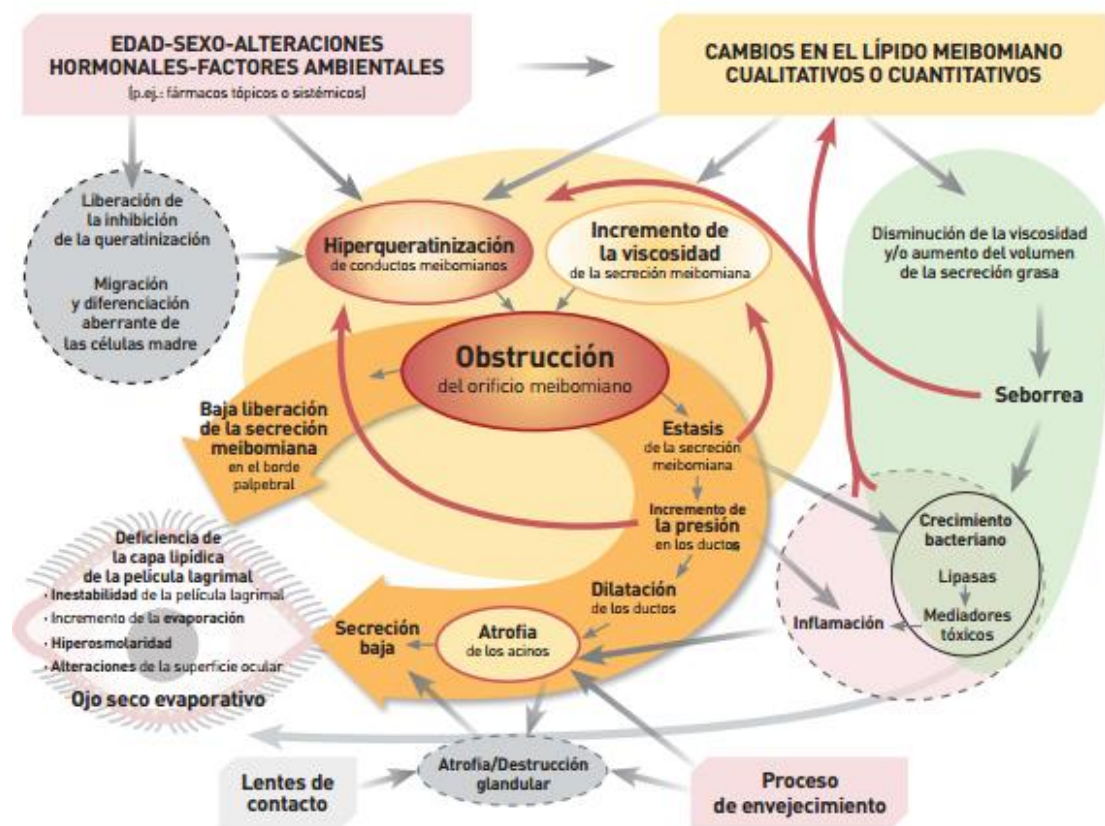 EDAD-SEXO-ALTERACIONES
HORMONALES-FACTORES AMBIENTALES
(p.ej.: fármacos tópicos o sistémicos)
CAMBIOS EN EL LÍPIDO MEIBOMIANO
CUALITATIVOS O CUANTITATIVOS
Liberación de
la inhibición
de la queratinización
Migración
y diferenciación
aberrante de
las células madre
Hiperqueratinización
de conductos meibomianos
Incremento de
la viscosidad
de la secreción meibomiana
Disminución de la viscosidad
y/o aumento del volumen
de la secreción grasa
Obstrucción
del orificio meibomiano
Seborrea
Baja liberación
de la secreción
meibomiana
en el borde
palpebral
Estasis
de la secreción
meibomiana
Incremento de
la presión
en los ductos
Dilatación
de los ductos
Crecimiento
bacteriano
Lipasas
Mediadores
tóxicos
Inflamación
Atrofia
de los acinos
Secreción
baja
Deficiencia de
la capa lipídica
de la película lagrimal
· Inestabilidad de la película lagrimal
· Incremento de la evaporación
· Hiperosmolaridad
· Alteraciones de la superficie ocular
Ojo seco evaporativo
Lentes de
contacto
Atrofia/Destrucción
glandular
Proceso
de envejecimiento